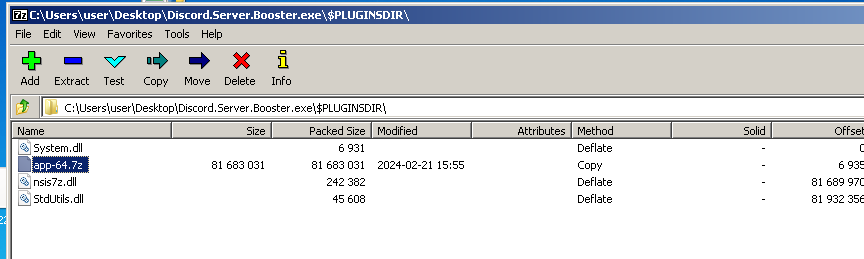 7z C:\Users\user\Desktop\Discord.Server.Booster.exe\$PLUGINSDIR\
File Edit View Favorites Tools Help
Add Extract Test Copy Move Delete Info
C:\Users\user\Desktop\Discord.Server.Booster.exe\$PLUGINSDIR\
Name Size Packed Size Modified Attributes Method Solid Offset
System.dll 6 931 Deflate - 0
app-64.7z 81 683 031 81 683 031 2024-02-21 15:55 Copy - 6 935
nsis7z.dll 242 382 Deflate - 81 689 970
StdUtils.dll 45 608 Deflate - 81 932 356